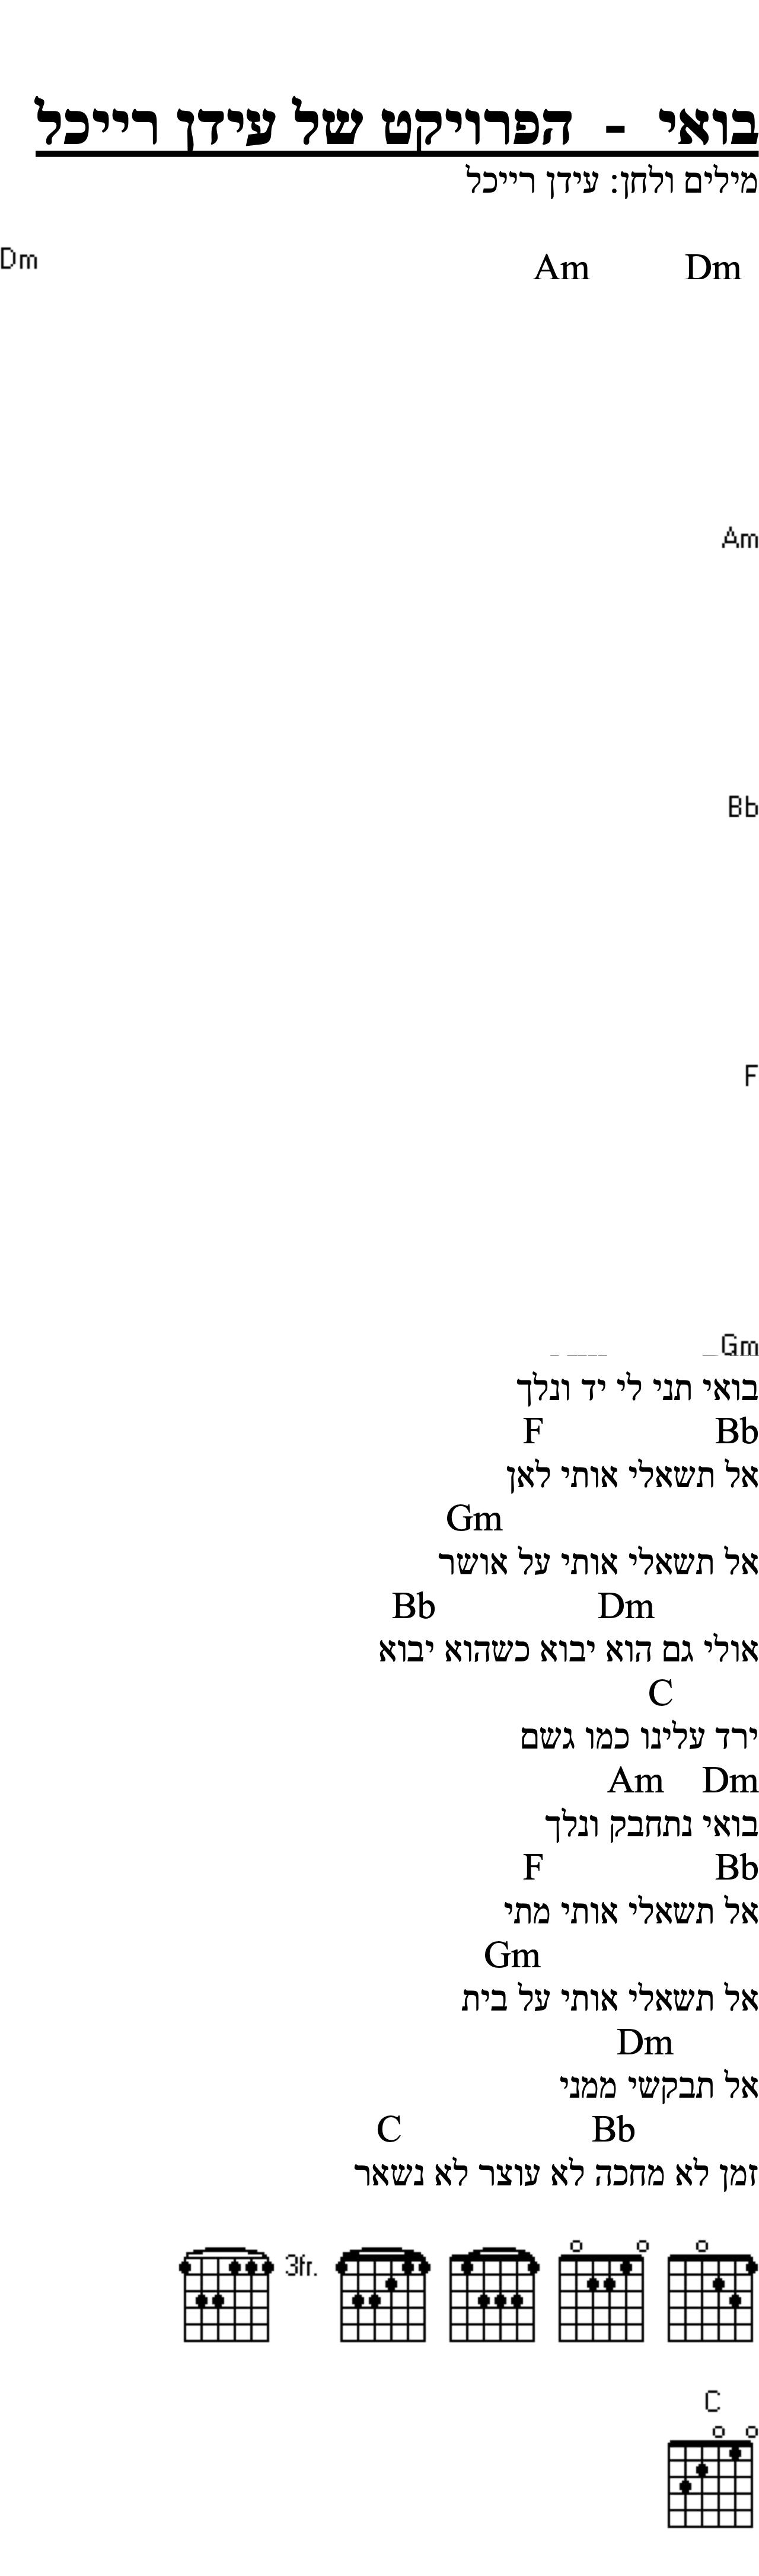 בואי - הפרויקט של עידן רייכל
מילים ולחן: עידן רייכל
Dm
Am Dm
Am
Bb
F
Gm
בואי תני לי יד ונלך
F Bb
אל תשאלי אותי לאן
Gm
אל תשאלי אותי על אושר
Bb Dm
אולי גם הוא יבוא כשהוא יבוא
C
ירד עלינו כמו גשם
Am Dm
בואי נתחבק ונלך
F Bb
אל תשאלי אותי מתי
Gm
אל תשאלי אותי על בית
Dm
אל תבקשי ממני
C Bb
זמן לא מחכה לא עוצר לא נשאר
3fr.
C